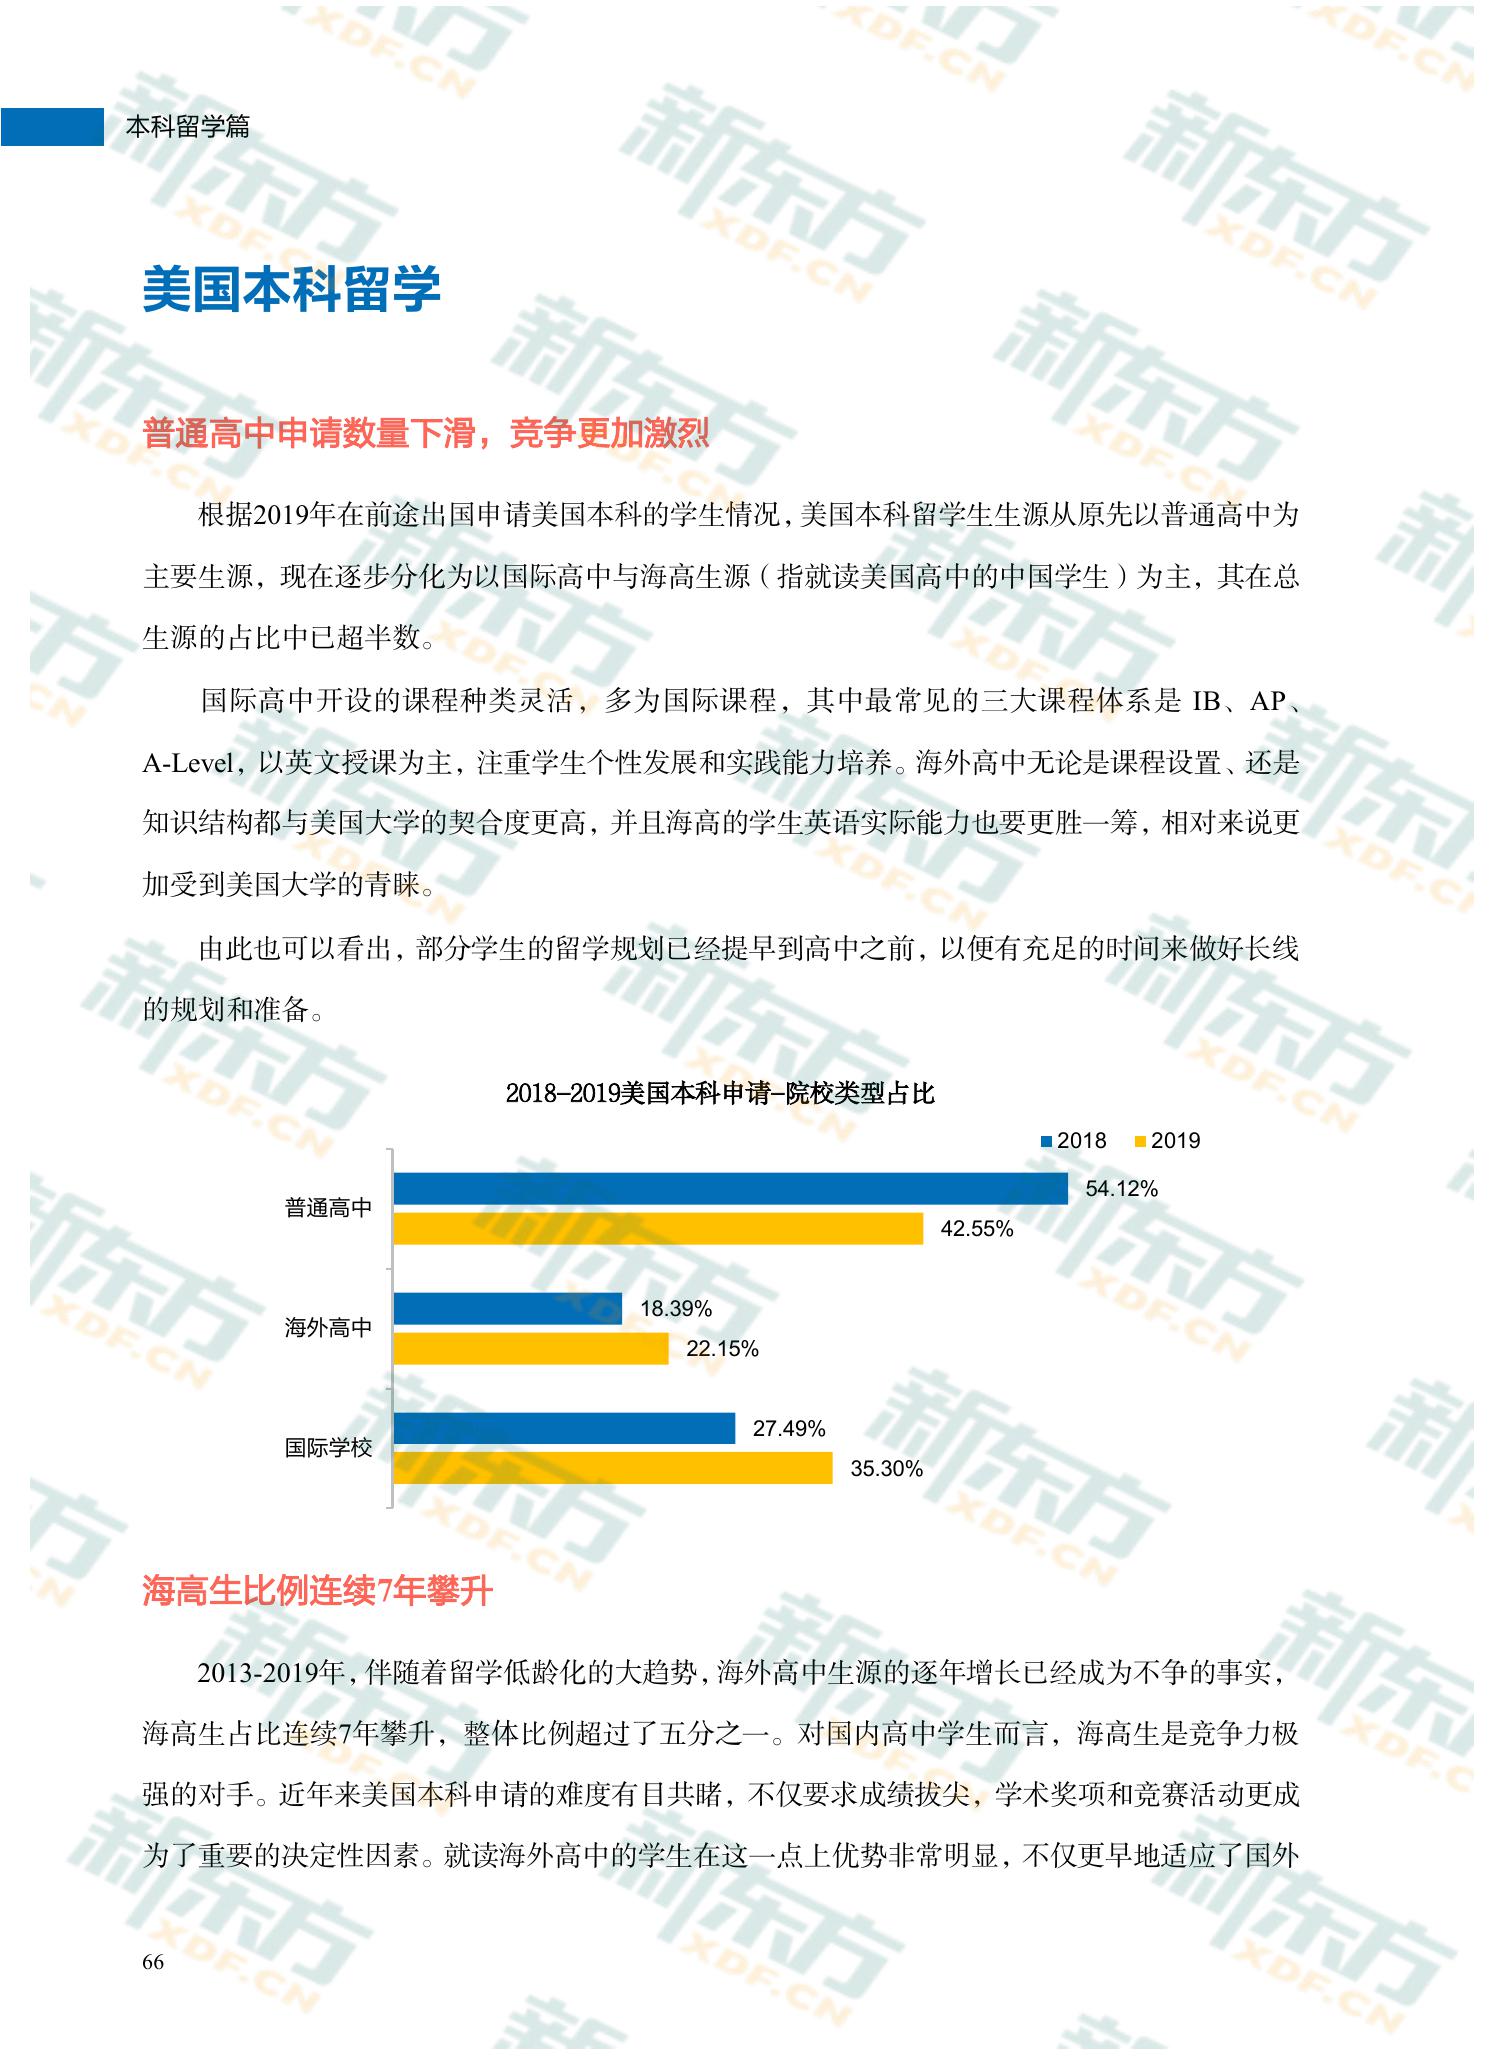 本科留学篇
美国本科留学
普通高中申请数量下滑，竞争更加激烈
根据2019年在前途出国申请美国本科的学生情况，美国本科留学生生源从原先以普通高中为
主要生源，现在逐步分化为以国际高中与海高生源（指就读美国高中的中国学生）为主，其在总
生源的占比中已超半数。
国际高中开设的课程种类灵活，多为国际课程，其中最常见的三大课程体系是 IB、AP、
A-Level，以英文授课为主，注重学生个性发展和实践能力培养。海外高中无论是课程设置、还是
知识结构都与美国大学的契合度更高，并且海高的学生英语实际能力也要更胜一筹，相对来说更
加受到美国大学的青睐。
由此也可以看出，部分学生的留学规划已经提早到高中之前，以便有充足的时间来做好长线
的规划和准备。
2018-2019美国本科申请-院校类型占比
2018 2019
普通高中 54.12%
42.55%
海外高中 18.39%
22.15%
国际学校 27.49%
35.30%
海高生比例连续7年攀升
2013-2019年，伴随着留学低龄化的大趋势，海外高中生源的逐年增长已经成为不争的事实，
海高生占比连续7年攀升，整体比例超过了五分之一。对国内高中学生而言，海高生是竞争力极
强的对手。近年来美国本科申请的难度有目共睹，不仅要求成绩拔尖，学术奖项和竞赛活动更成
为了重要的决定性因素。就读海外高中的学生在这一点上优势非常明显，不仅更早地适应了国外
66
新东方
XDF.CN